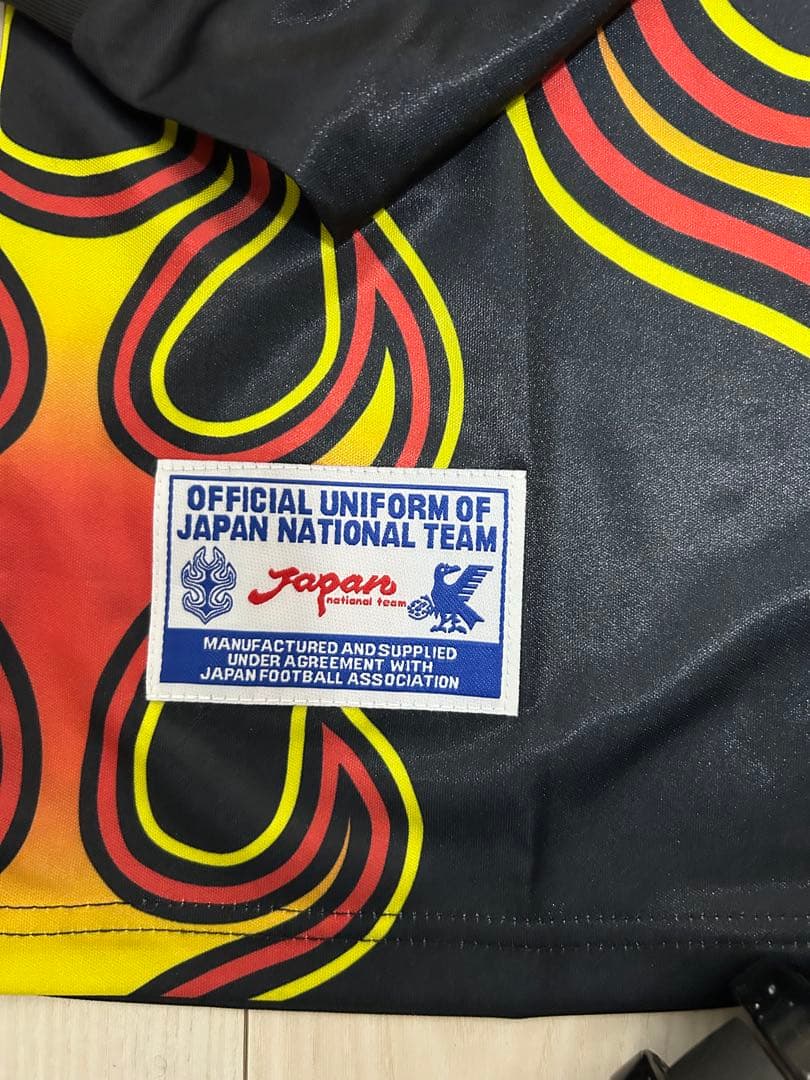 OFFICIAL UNIFORM OF
JAPAN NATIONAL TEAM
Japan
national team
MANUFACTURED AND SUPPLIED
UNDER AGREEMENT WITH
JAPAN FOOTBALL ASSOCIATION